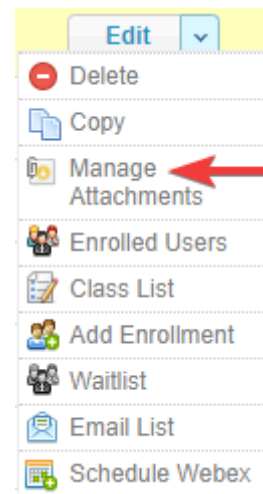 Edit
Delete
Copy
Manage
Attachments
Enrolled Users
Class List
Add Enrollment
Waitlist
Email List
Schedule Webex